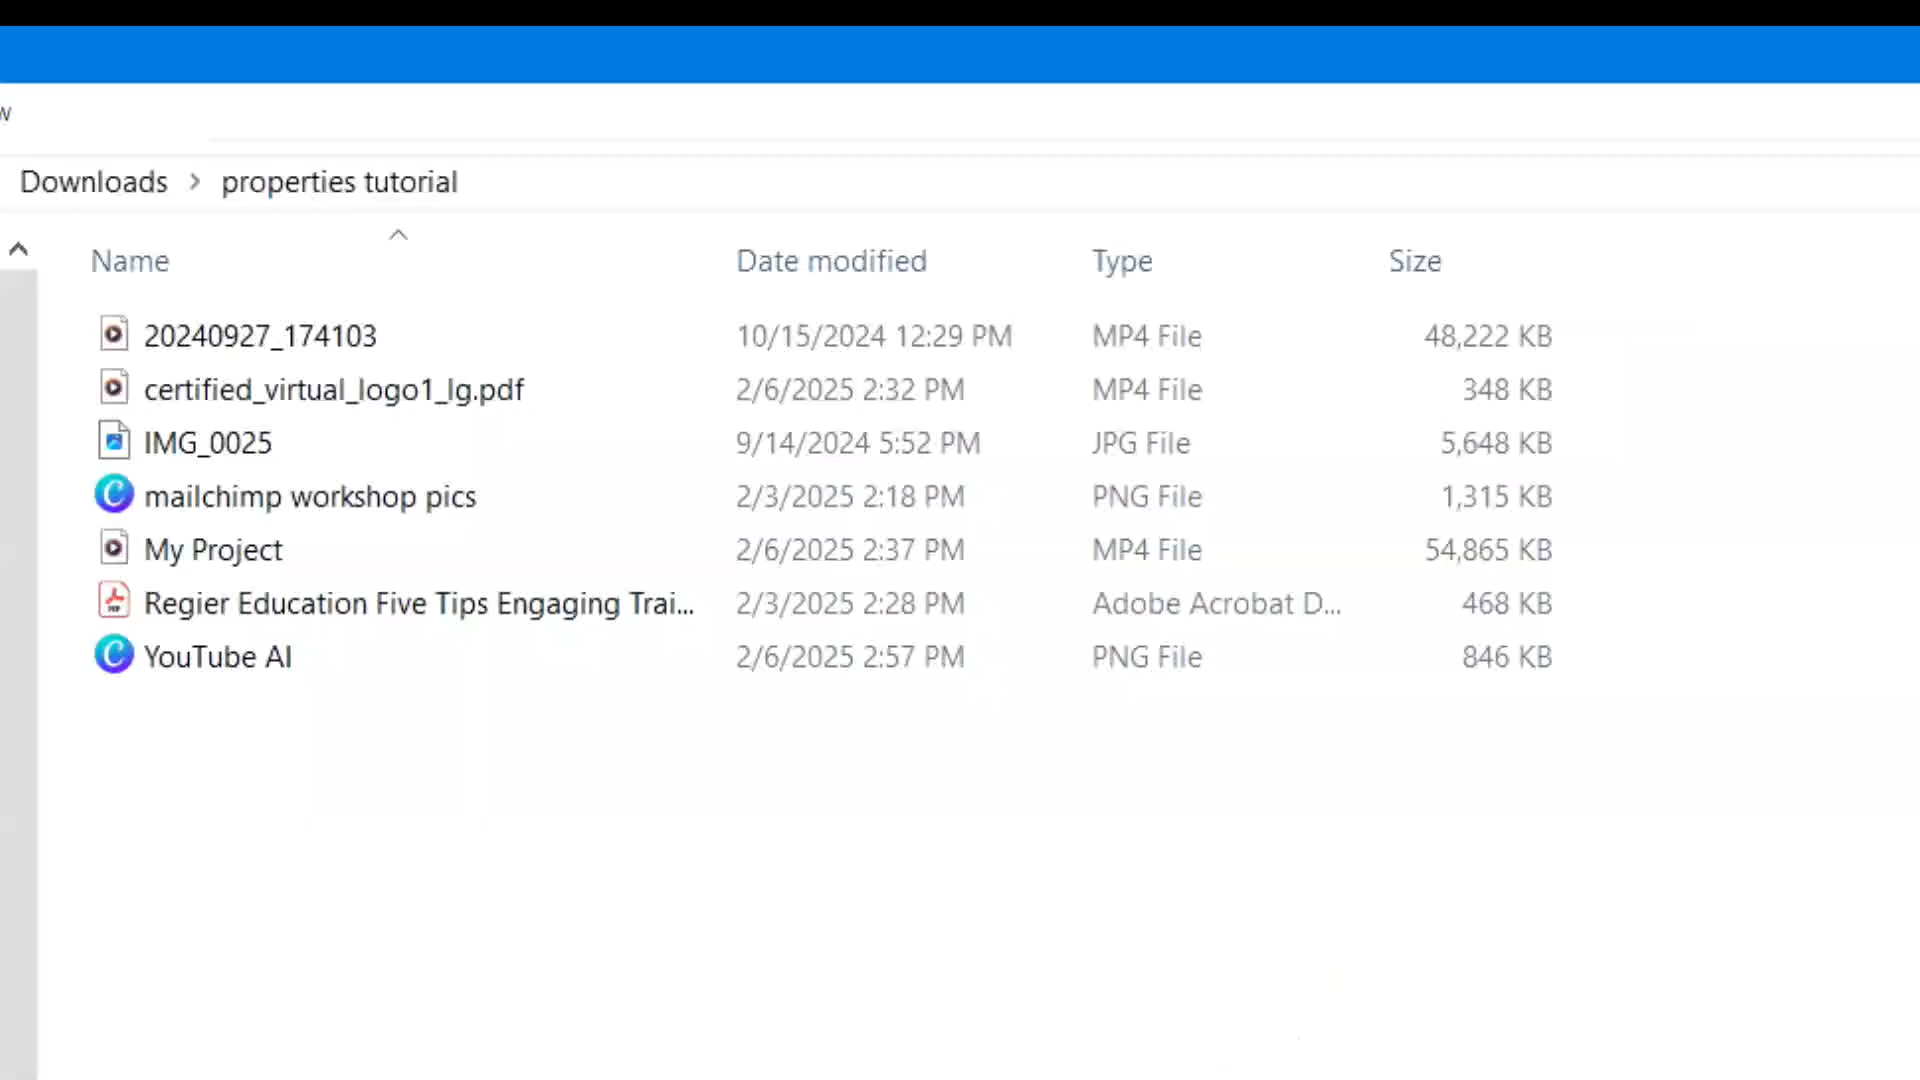 w
Downloads > properties tutorial
Name Date modified Type Size
20240927_174103 10/15/2024 12:29 PM MP4 File 48,222 KB
certified_virtual_logo1_lg.pdf 2/6/2025 2:32 PM MP4 File 348 KB
IMG_0025 9/14/2024 5:52 PM JPG File 5,648 KB
mailchimp workshop pics 2/3/2025 2:18 PM PNG File 1,315 KB
My Project 2/6/2025 2:37 PM MP4 File 54,865 KB
Regier Education Five Tips Engaging Trai... 2/3/2025 2:28 PM Adobe Acrobat D... 468 KB
YouTube AI 2/6/2025 2:57 PM PNG File 846 KB